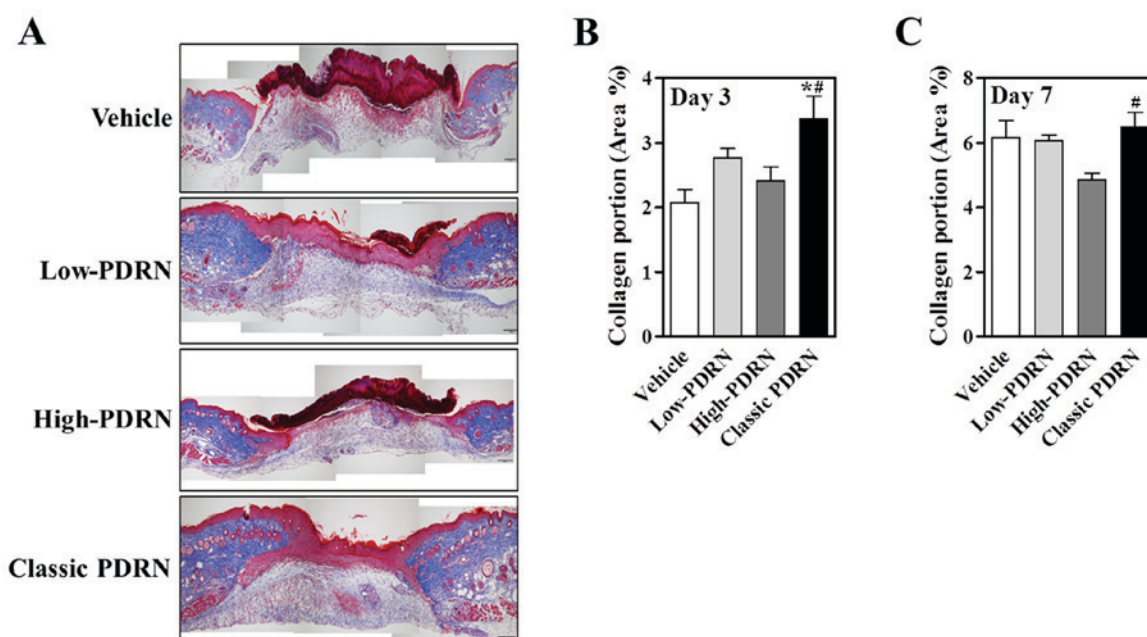 A
Vehicle
Low-PDRN
High-PDRN
Classic PDRN
B
Collagen portion (Area %)
4
3
2
1
0
Day 3
*#
Vehicle
Low-PDRN
High-PDRN
Classic PDRN
C
Collagen portion (Area %)
8
6
4
2
0
Day 7
#
Vehicle
Low-PDRN
High-PDRN
Classic PDRN